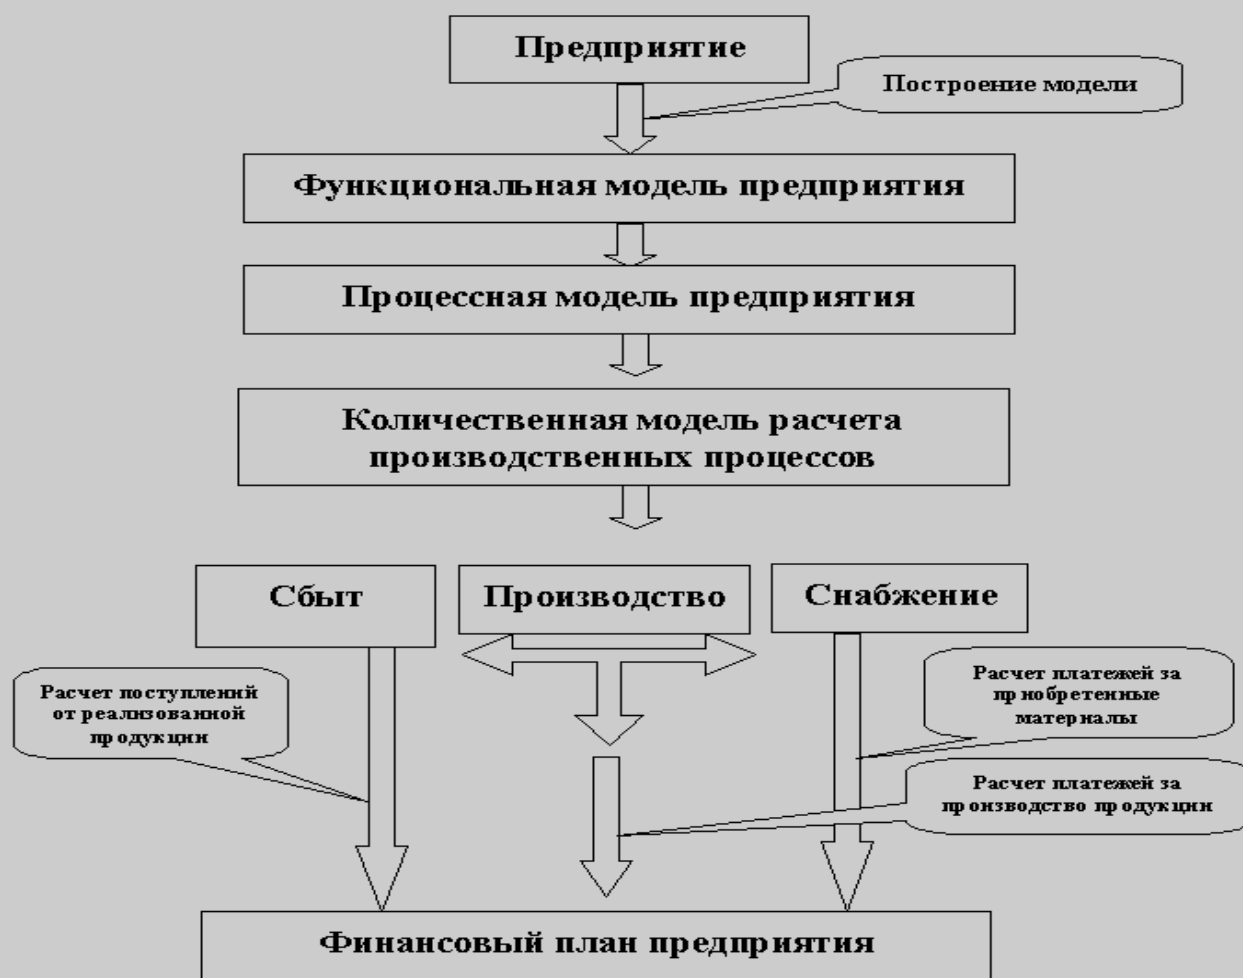 Предприятие
Построение модели
Функциональная модель предприятия
Процессная модель предприятия
Количественная модель расчета
производственных процессов
Сбыт
Производство
Снабжение
Расчет поступлений
от реализованной
продукции
Расчет платежей за
приобретенные
материалы
Расчет платежей за
производство продукции
Финансовый план предприятия